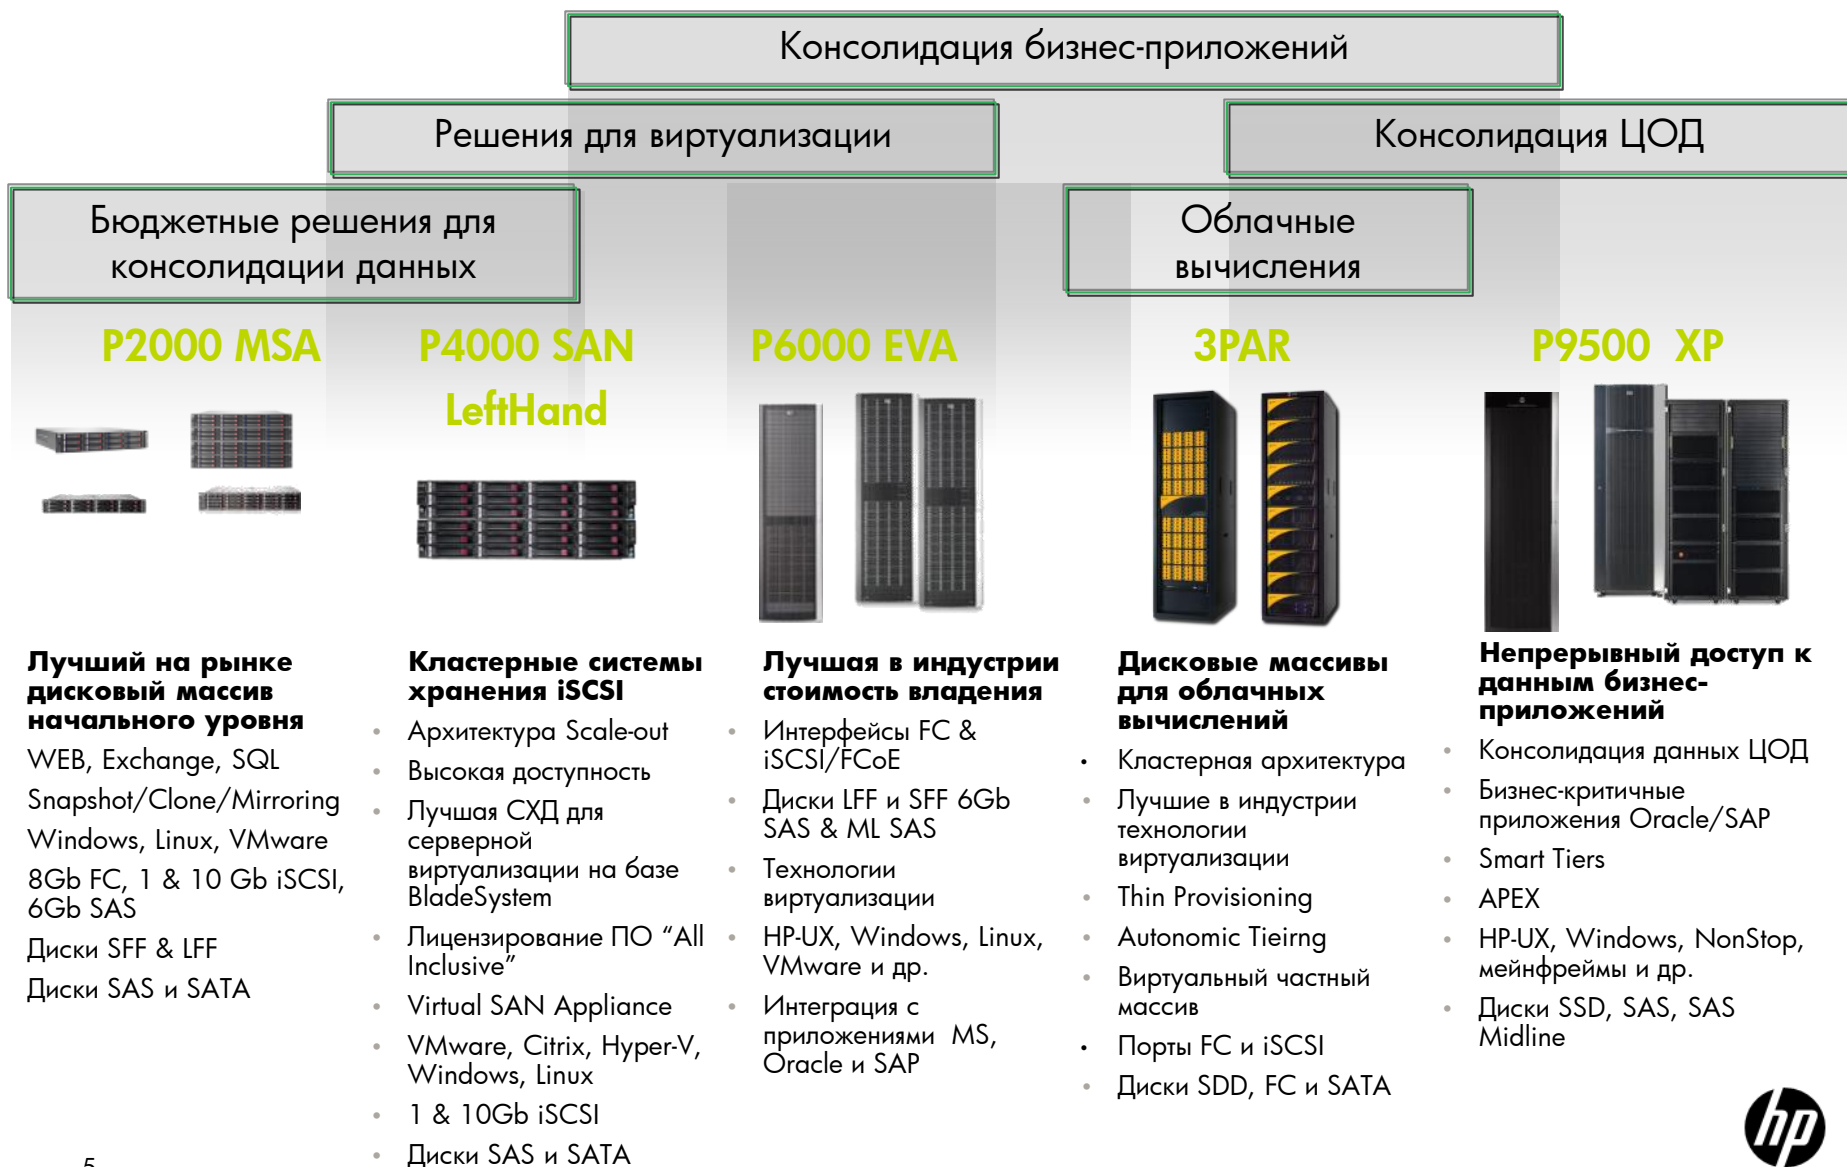 Консолидация бизнес-приложений
Решения для виртуализации
Консолидация ЦОД
Бюджетные решения для
консолидации данных
Облачные
вычисления
P2000 MSA
P4000 SAN
LeftHand
P6000 EVA
3PAR
P9500 XP
Лучший на рынке
дисковый массив
начального уровня
WEB, Exchange, SQL
Snapshot/Clone/Mirroring
Windows, Linux, VMware
8Gb FC, 1 & 10 Gb iSCSI,
6Gb SAS
Диски SFF & LFF
Диски SAS и SATA
Кластерные системы
хранения iSCSI
• Архитектура Scale-out
• Высокая доступность
• Лучшая СХД для
серверной
виртуализации на базе
BladeSystem
• Лицензирование ПО “All
Inclusive”
• Virtual SAN Appliance
• VMware, Citrix, Hyper-V,
Windows, Linux
• 1 & 10Gb iSCSI
• Диски SAS и SATA
Лучшая в индустрии
стоимость владения
• Интерфейсы FC &
iSCSI/FCoE
• Диски LFF и SFF 6Gb
SAS & ML SAS
• Технологии
виртуализации
• HP-UX, Windows, Linux,
VMware и др.
• Интеграция с
приложениями MS,
Oracle и SAP
Дисковые массивы
для облачных
вычислений
• Кластерная архитектура
• Лучшие в индустрии
технологии
виртуализации
• Thin Provisioning
• Autonomic Tieirng
• Виртуальный частный
массив
• Порты FC и iSCSI
• Диски SDD, FC и SATA
Непрерывный доступ к
данным бизнес-
приложений
• Консолидация данных ЦОД
• Бизнес-критичные
приложения Oracle/SAP
• Smart Tiers
• APEX
• HP-UX, Windows, NonStop,
мейнфреймы и др.
• Диски SSD, SAS, SAS
Midline
hp
5